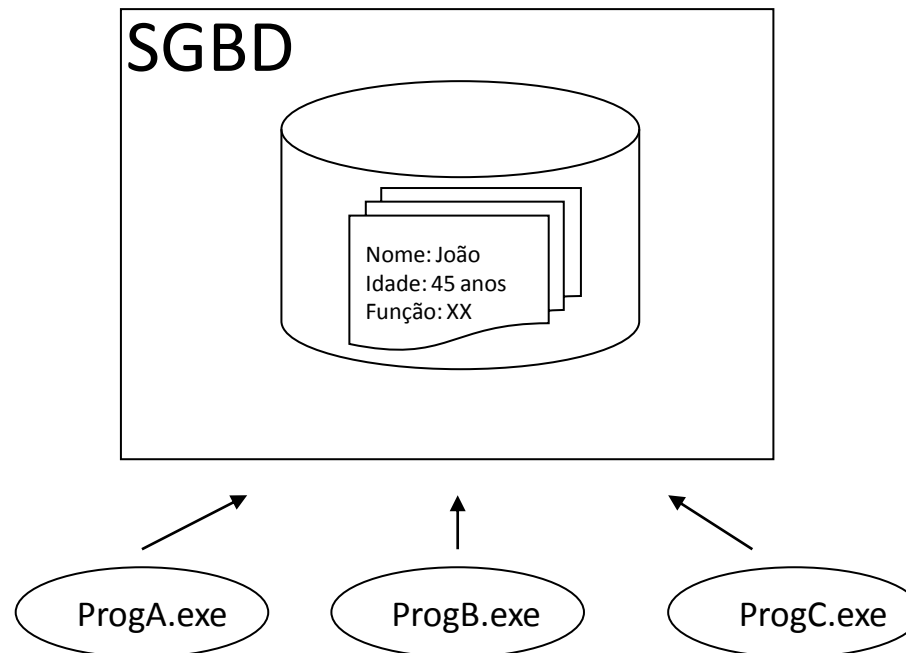 SGBD
Nome: João
Idade: 45 anos
Função: XX
ProgA.exe
ProgB.exe
ProgC.exe